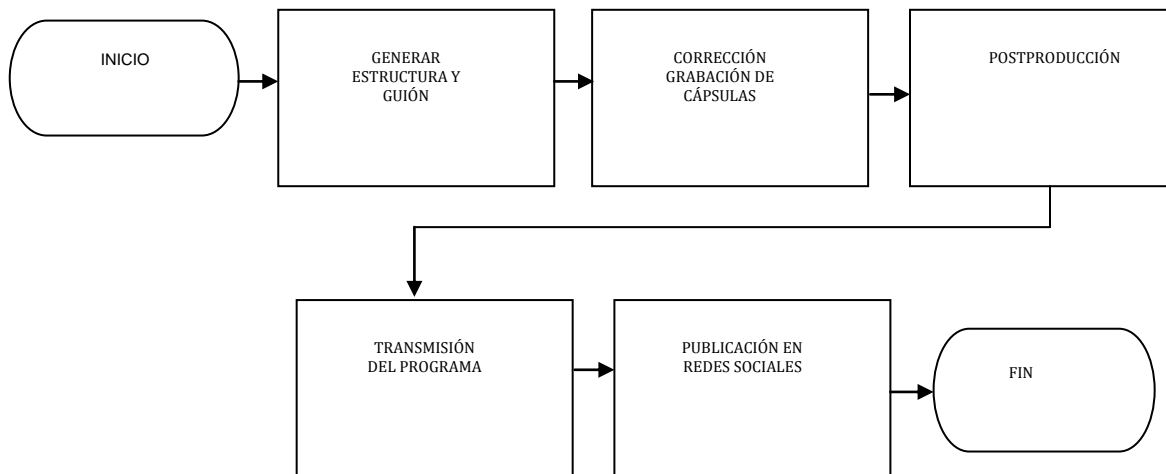 INICIO
GENERAR
ESTRUCTURA Y
GUIÓN
CORRECCIÓN
GRABACIÓN DE
CÁPSULAS
POSTPRODUCCIÓN
TRANSMISIÓN
DEL PROGRAMA
PUBLICACIÓN EN
REDES SOCIALES
FIN